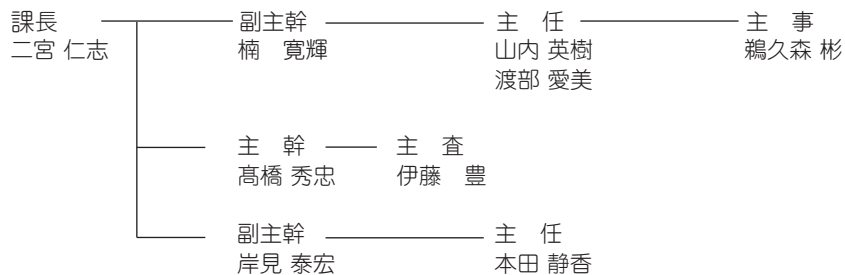 課長 副主幹 主　任 主　事
二宮 仁志 楠　寛輝 山内 英樹 鵜久森 彬
渡部 愛美
主　幹 主　査
髙橋 秀忠 伊藤　豊
副主幹 主　任
岸見 泰宏 本田 静香